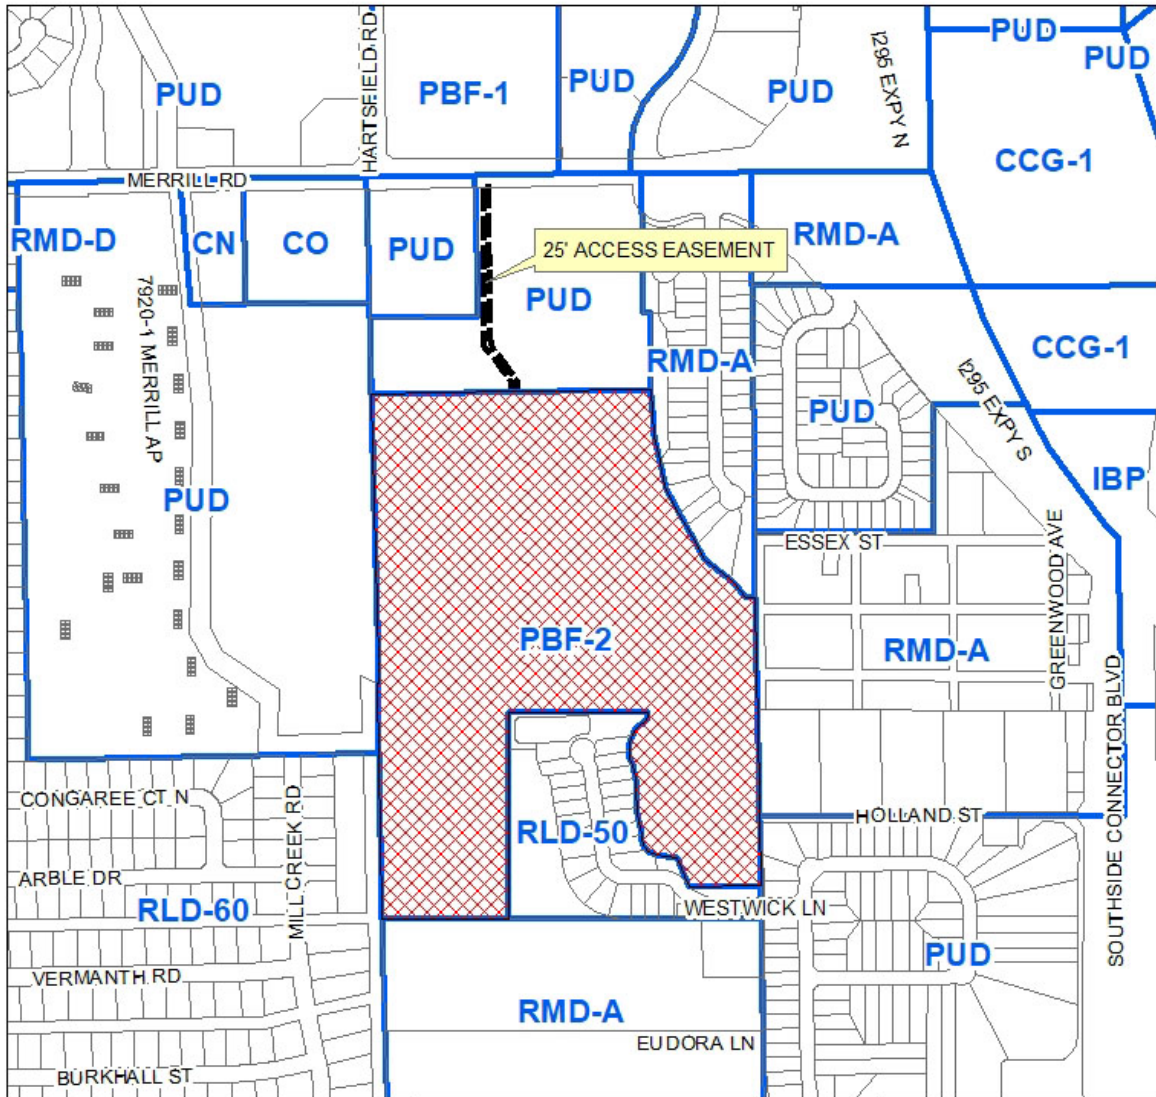 PUD
PUD
HARTSFIELD RD
PBF-1
PUD
PUD
PUD
I295 EXPY N
CCG-1
MERRILL RD
RMD-D
CN
CO
PUD
25' ACCESS EASEMENT
RMD-A
PUD
7920-1 MERRILL AP
RMD-A
CCG-1
I295 EXPY S
PUD
IBP
PUD
ESSEX ST
GREENWOOD AVE
PBF-2
RMD-A
SOUTHSIDE CONNECTOR BLVD
CONGAREE CT N
MILL CREEK RD
RLD-50
HOLLAND ST
ARBLE DR
RLD-60
WESTWICK LN
PUD
VERMANTH RD
RMD-A
EUDORA LN
BURKHALL ST